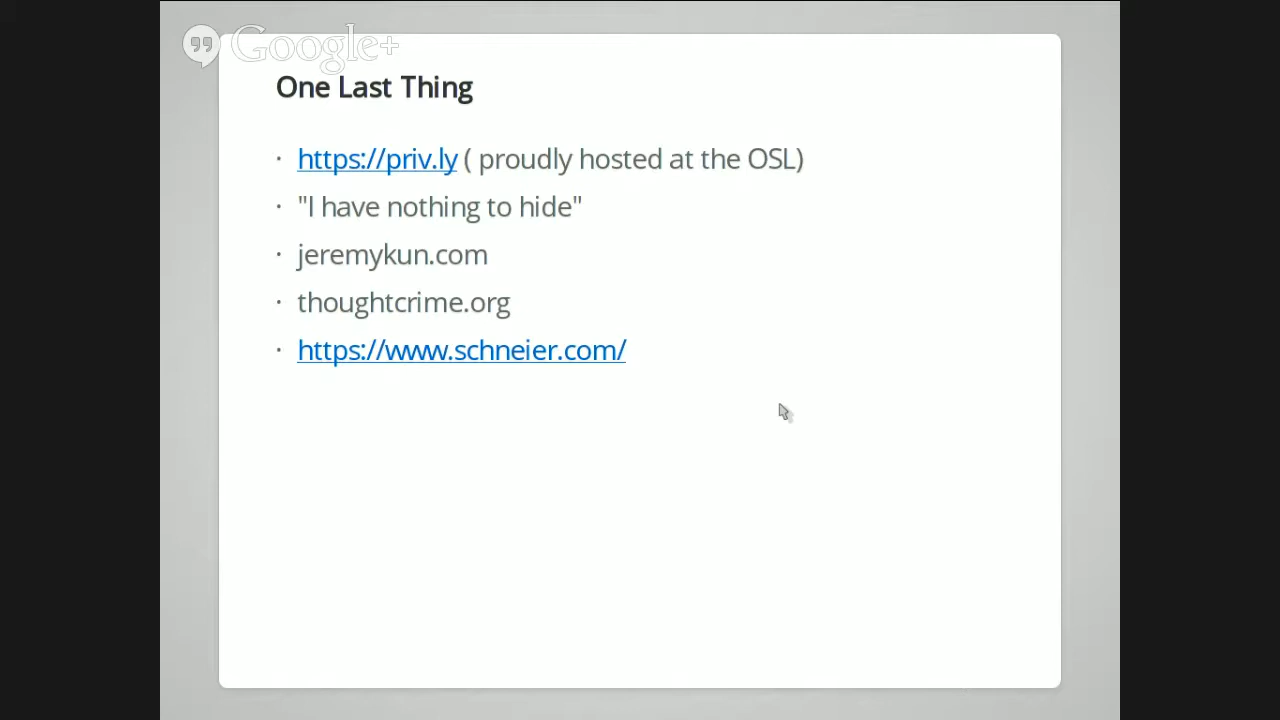 Google+
One Last Thing
· https://priv.ly ( proudly hosted at the OSL)
· "I have nothing to hide"
· jeremykun.com
· thoughtcrime.org
· https://www.schneier.com/